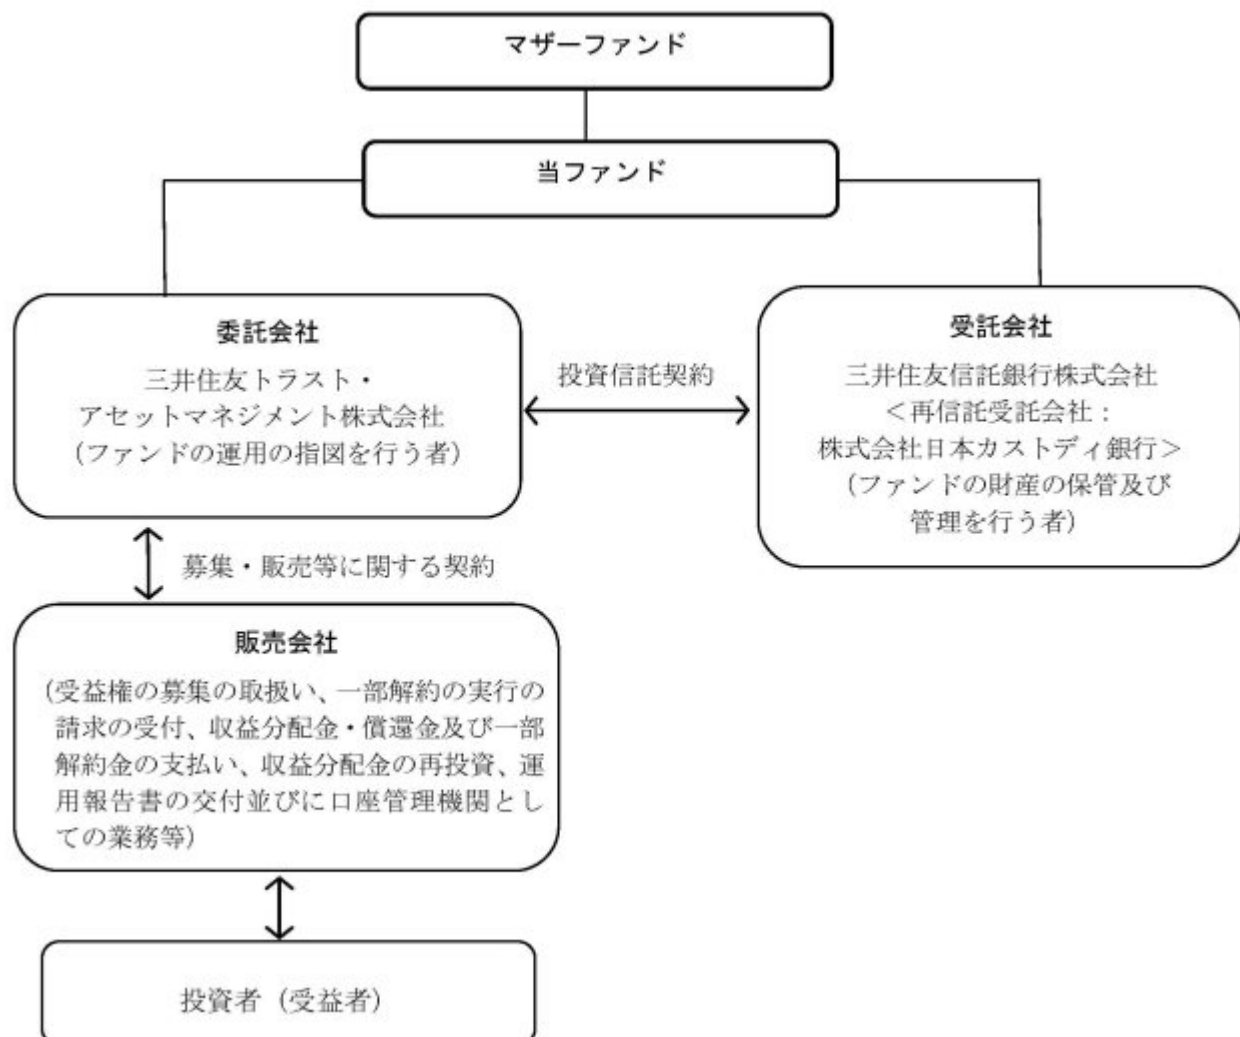 マザーファンド
当ファンド
委託会社
三井住友トラスト・
アセットマネジメント株式会社
(ファンドの運用の指図を行う者)
投資信託契約
受託会社
三井住友信託銀行株式会社
<再信託受託会社:
株式会社日本カストディ銀行>
(ファンドの財産の保管及び
管理を行う者)
募集・販売等に関する契約
販売会社
(受益権の募集の取扱い、一部解約の実行の
請求の受付、収益分配金・償還金及び一部
解約金の支払い、収益分配金の再投資、運
用報告書の交付並びに口座管理機関とし
ての業務等)
投資者(受益者)